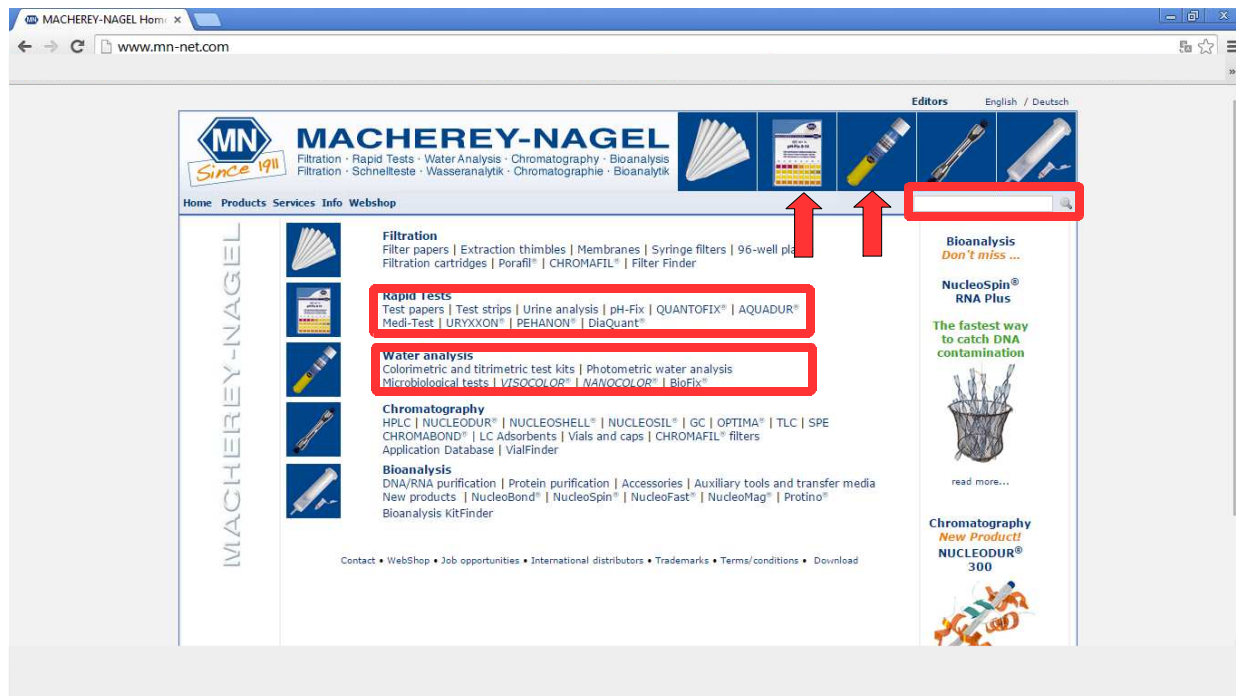 MACHEREY-NAGEL Hom
www.mn-net.com
Editors English / Deutsch
MN
Since 1911
MACHEREY-NAGEL
Filtration · Rapid Tests · Water Analysis · Chromatography · Bioanalysis
Filtration · Schnellteste · Wasseranalytik · Chromatographie · Bioanalytik
Home Products Services Info Webshop
MACHEREY-NAGEL
Filtration
Filter papers | Extraction thimbles | Membranes | Syringe filters | 96-well pla
Filtration cartridges | Porafil® | CHROMAFIL® | Filter Finder
Rapid Tests
Test papers | Test strips | Urine analysis | pH-Fix | QUANTOFIX® | AQUADUR®
Medi-Test | URYXXON® | PEHANON® | DiaQuant®
Water analysis
Colorimetric and titrimetric test kits | Photometric water analysis
Microbiological tests | VISOCOLOR® | NANOCOLOR® | BioFix®
Chromatography
HPLC | NUCLEODUR® | NUCLEOSHELL® | NUCLEOSIL® | GC | OPTIMA® | TLC | SPE
CHROMABOND® | LC Adsorbents | Vials and caps | CHROMAFIL® filters
Application Database | VialFinder
Bioanalysis
DNA/RNA purification | Protein purification | Accessories | Auxiliary tools and transfer media
New products | NucleoBond® | NucleoSpin® | NucleoFast® | NucleoMag® | Protino®
Bioanalysis KitFinder
Contact • WebShop • Job opportunities • International distributors • Trademarks • Terms/conditions • Download
Bioanalysis
Don't miss ...
NucleoSpin®
RNA Plus
The fastest way
to catch DNA
contamination
read more...
Chromatography
New Product!
NUCLEODUR®
300